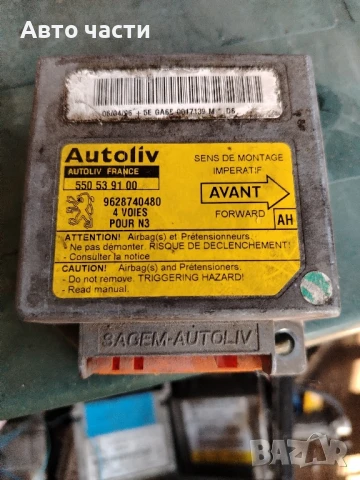 Авто части
Autoliv
AUTOLIV FRANCE
550 53 91 00
9628740480
4 VOIES
POUR N3
SENS DE MONTAGE
IMPERATIF
AVANT
FORWARD
AH
ATTENTION! Airbag(s) et Prétensionneurs.
- Ne pas démonter. RISQUE DE DECLENCHEMENT!
- Consulter la notice
CAUTION! Airbag(s) and Pretensioners.
- Do not remove. TRIGGERING HAZARD!
- Read manual.
SAGEM-AUTOLIV
BAZAR